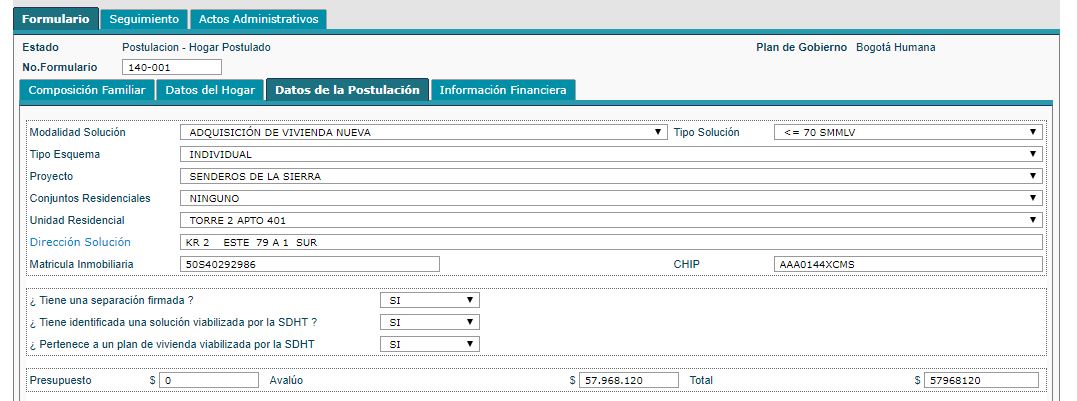 Formulario Seguimiento Actos Administrativos
Estado Postulacion - Hogar Postulado Plan de Gobierno Bogotá Humana
No.Formulario 140-001
Composición Familiar Datos del Hogar Datos de la Postulación Información Financiera
Modalidad Solución ADQUISICIÓN DE VIVIENDA NUEVA Tipo Solución <= 70 SMMLV
Tipo Esquema INDIVIDUAL
Proyecto SENDEROS DE LA SIERRA
Conjuntos Residenciales NINGUNO
Unidad Residencial TORRE 2 APTO 401
Dirección Solución KR 2 ESTE 79 A 1 SUR
Matricula Inmobiliaria 50S40292986 CHIP AAA0144XCMS
¿ Tiene una separación firmada ? SI
¿ Tiene identificada una solución viabilizada por la SDHT ? SI
¿ Pertenece a un plan de vivienda viabilizada por la SDHT SI
Presupuesto $ 0 Avalúo $ 57.968.120 Total $ 57968120